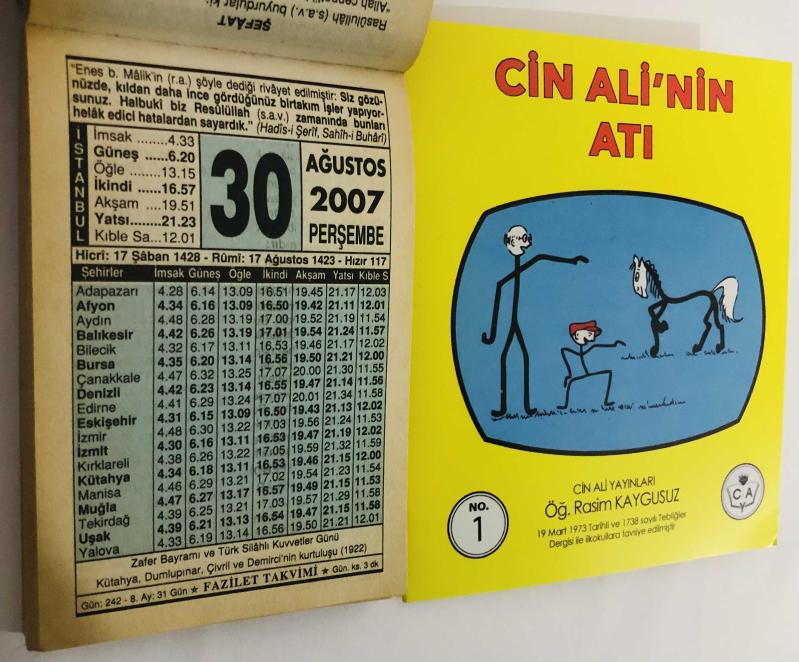 ŞEFÂAT
Rasûlullâh (s.a.v.) buyurdular ki:
"Enes b. Mâlik'in (r.a.) şöyle dediği rivâyet edilmiştir: Siz gözü-
nüzde, kıldan daha ince gördüğünüz birtakım işler yapıyor-
sunuz. Halbuki biz Resûlüllah (s.a.v.) zamanında bunları
helâk edici hatalardan sayardık." (Hadîs-i Şerîf, Sahîh-i Buhârî)
İSTANBUL
İmsak ........4.33
Güneş ......6.20
Öğle ........13.15
İkindi ......16.57
Akşam ....19.51
Yatsı........21.23
Kıble Sa...12.01
30
AĞUSTOS
2007
PERŞEMBE
Hicrî: 17 Şâban 1428 - Rûmî: 17 Ağustos 1423 - Hızır 117
Şehirler İmsak Güneş Öğle İkindi Akşam Yatsı Kıble S
Adapazarı 4.28 6.14 13.09 16.51 19.45 21.17 12.03
Afyon 4.34 6.16 13.09 16.50 19.42 21.11 12.01
Aydın 4.48 6.28 13.19 17.00 19.52 21.19 11.54
Balıkesir 4.42 6.26 13.19 17.01 19.54 21.24 11.57
Bilecik 4.32 6.17 13.11 16.53 19.46 21.17 12.02
Bursa 4.35 6.20 13.14 16.56 19.50 21.21 12.00
Çanakkale 4.47 6.32 13.25 17.07 20.00 21.30 11.55
Denizli 4.42 6.23 13.14 16.55 19.47 21.14 11.56
Edirne 4.41 6.29 13.24 17.07 20.01 21.34 11.58
Eskişehir 4.31 6.15 13.09 16.50 19.43 21.13 12.02
İzmir 4.48 6.30 13.22 17.03 19.56 21.24 11.53
İzmit 4.30 6.16 13.11 16.53 19.47 21.19 12.02
Kırklareli 4.38 6.26 13.22 17.05 19.59 21.32 11.59
Kütahya 4.34 6.18 13.11 16.53 19.46 21.15 12.00
Manisa 4.46 6.29 13.21 17.02 19.54 21.23 11.54
Muğla 4.47 6.27 13.17 16.57 19.49 21.15 11.53
Tekirdağ 4.39 6.25 13.21 17.03 19.57 21.29 11.58
Uşak 4.39 6.21 13.13 16.54 19.47 21.15 11.58
Yalova 4.33 6.19 13.14 16.56 19.50 21.21 12.01
Zafer Bayramı ve Türk Silâhlı Kuvvetler Günü
Kütahya, Dumlupınar, Çivril ve Demirci'nin kurtuluşu (1922)
Gün: 242 - 8. Ay: 31 Gün ★ FAZİLET TAKVİMİ ★ Gün. ks. 3 dk
CİN ALİ'NİN
ATI
CİN ALİ YAYINLARI
Öğ. Rasim KAYGUSUZ
19 Mart 1973 Tarihli ve 1738 sayılı Tebliğler
Dergisi ile ilkokullara tavsiye edilmiştir
NO.
1
C A Y